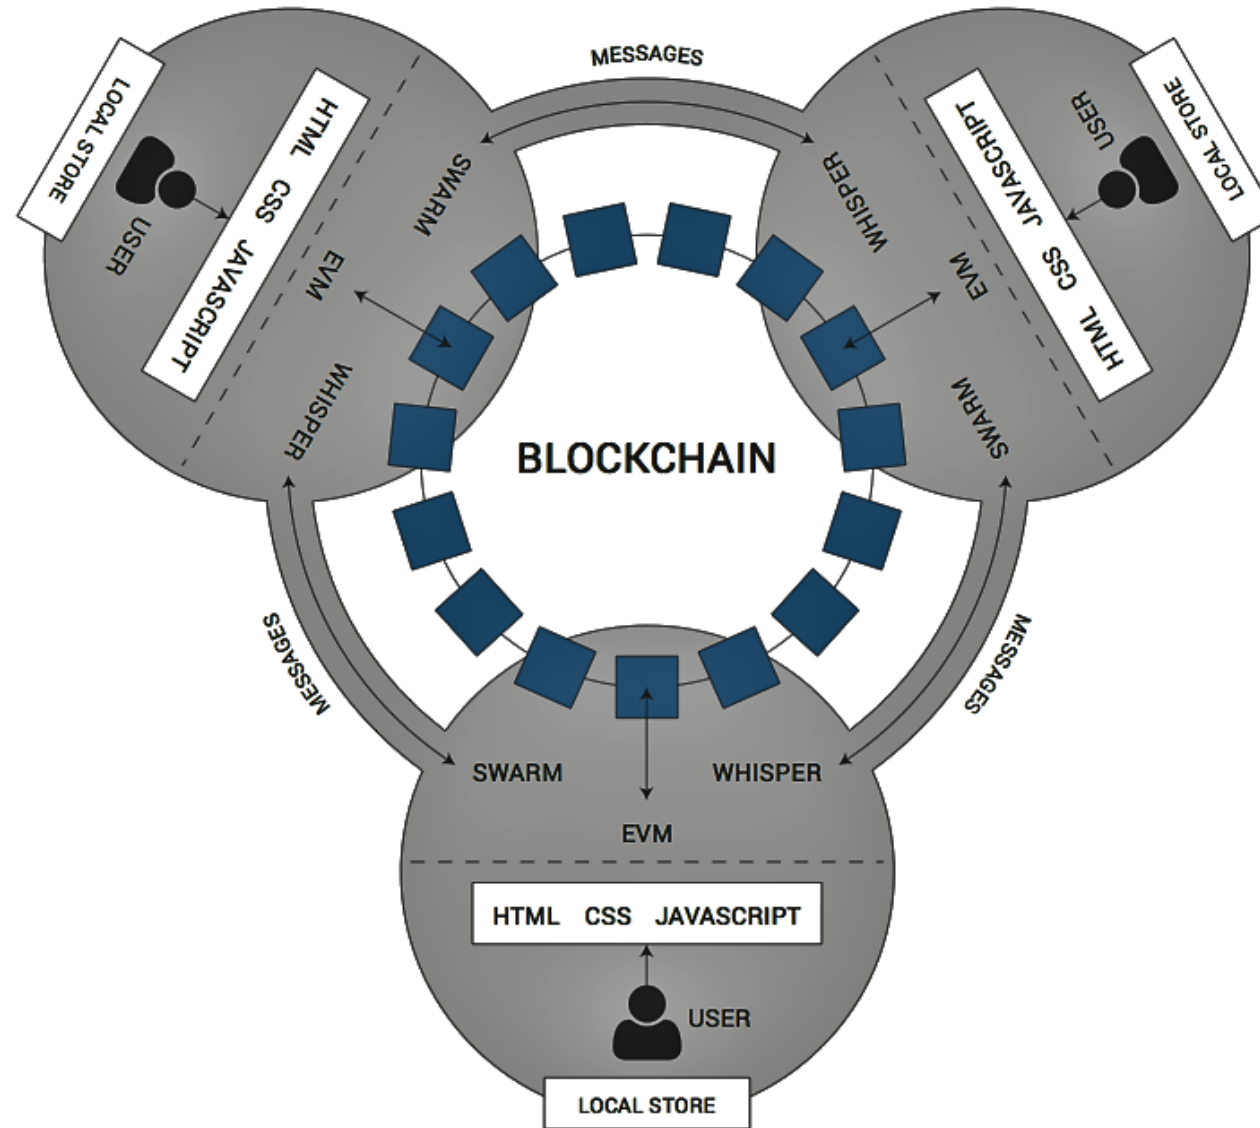 MESSAGES
LOCAL STORE
USER
HTML CSS JAVASCRIPT
SWARM
EVM
WHISPER
LOCAL STORE
USER
HTML CSS JAVASCRIPT
WHISPER
EVM
SWARM
BLOCKCHAIN
MESSAGES
MESSAGES
SWARM
WHISPER
EVM
HTML CSS JAVASCRIPT
USER
LOCAL STORE